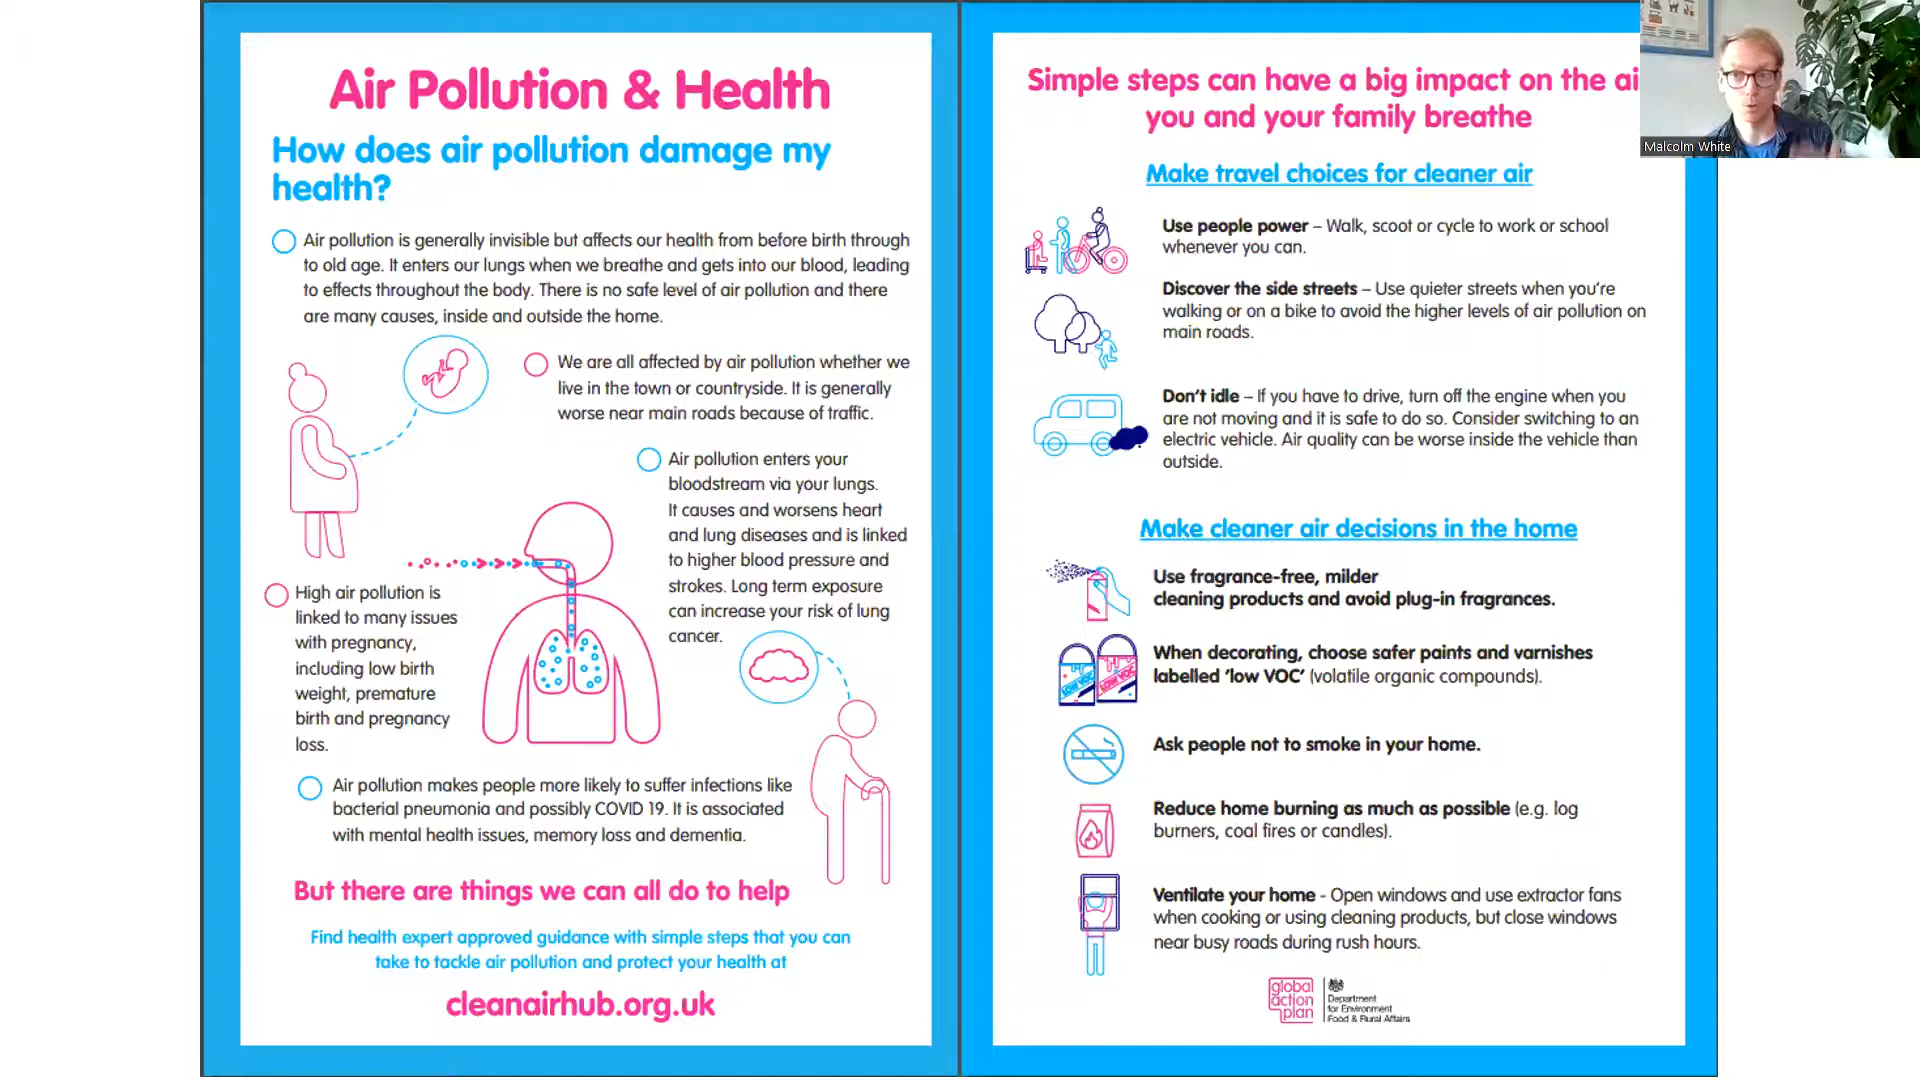 Air Pollution & Health
How does air pollution damage my
health?
Air pollution is generally invisible but affects our health from before birth through
to old age. It enters our lungs when we breathe and gets into our blood, leading
to effects throughout the body. There is no safe level of air pollution and there
are many causes, inside and outside the home.
We are all affected by air pollution whether we
live in the town or countryside. It is generally
worse near main roads because of traffic.
Air pollution enters your
bloodstream via your lungs.
It causes and worsens heart
and lung diseases and is linked
to higher blood pressure and
strokes. Long term exposure
can increase your risk of lung
cancer.
High air pollution is
linked to many issues
with pregnancy,
including low birth
weight, premature
birth and pregnancy
loss.
Air pollution makes people more likely to suffer infections like
bacterial pneumonia and possibly COVID 19. It is associated
with mental health issues, memory loss and dementia.
But there are things we can all do to help
Find health expert approved guidance with simple steps that you can
take to tackle air pollution and protect your health at
cleanairhub.org.uk
Simple steps can have a big impact on the ai
you and your family breathe
Malcolm White
Make travel choices for cleaner air
Use people power – Walk, scoot or cycle to work or school
whenever you can.
Discover the side streets – Use quieter streets when you're
walking or on a bike to avoid the higher levels of air pollution on
main roads.
Don't idle – If you have to drive, turn off the engine when you
are not moving and it is safe to do so. Consider switching to an
electric vehicle. Air quality can be worse inside the vehicle than
outside.
Make cleaner air decisions in the home
Use fragrance-free, milder
cleaning products and avoid plug-in fragrances.
LOW VOC
LOW VOC
When decorating, choose safer paints and varnishes
labelled 'low VOC' (volatile organic compounds).
Ask people not to smoke in your home.
Reduce home burning as much as possible (e.g. log
burners, coal fires or candles).
Ventilate your home - Open windows and use extractor fans
when cooking or using cleaning products, but close windows
near busy roads during rush hours.
global
action
plan
Department
for Environment
Food & Rural Affairs